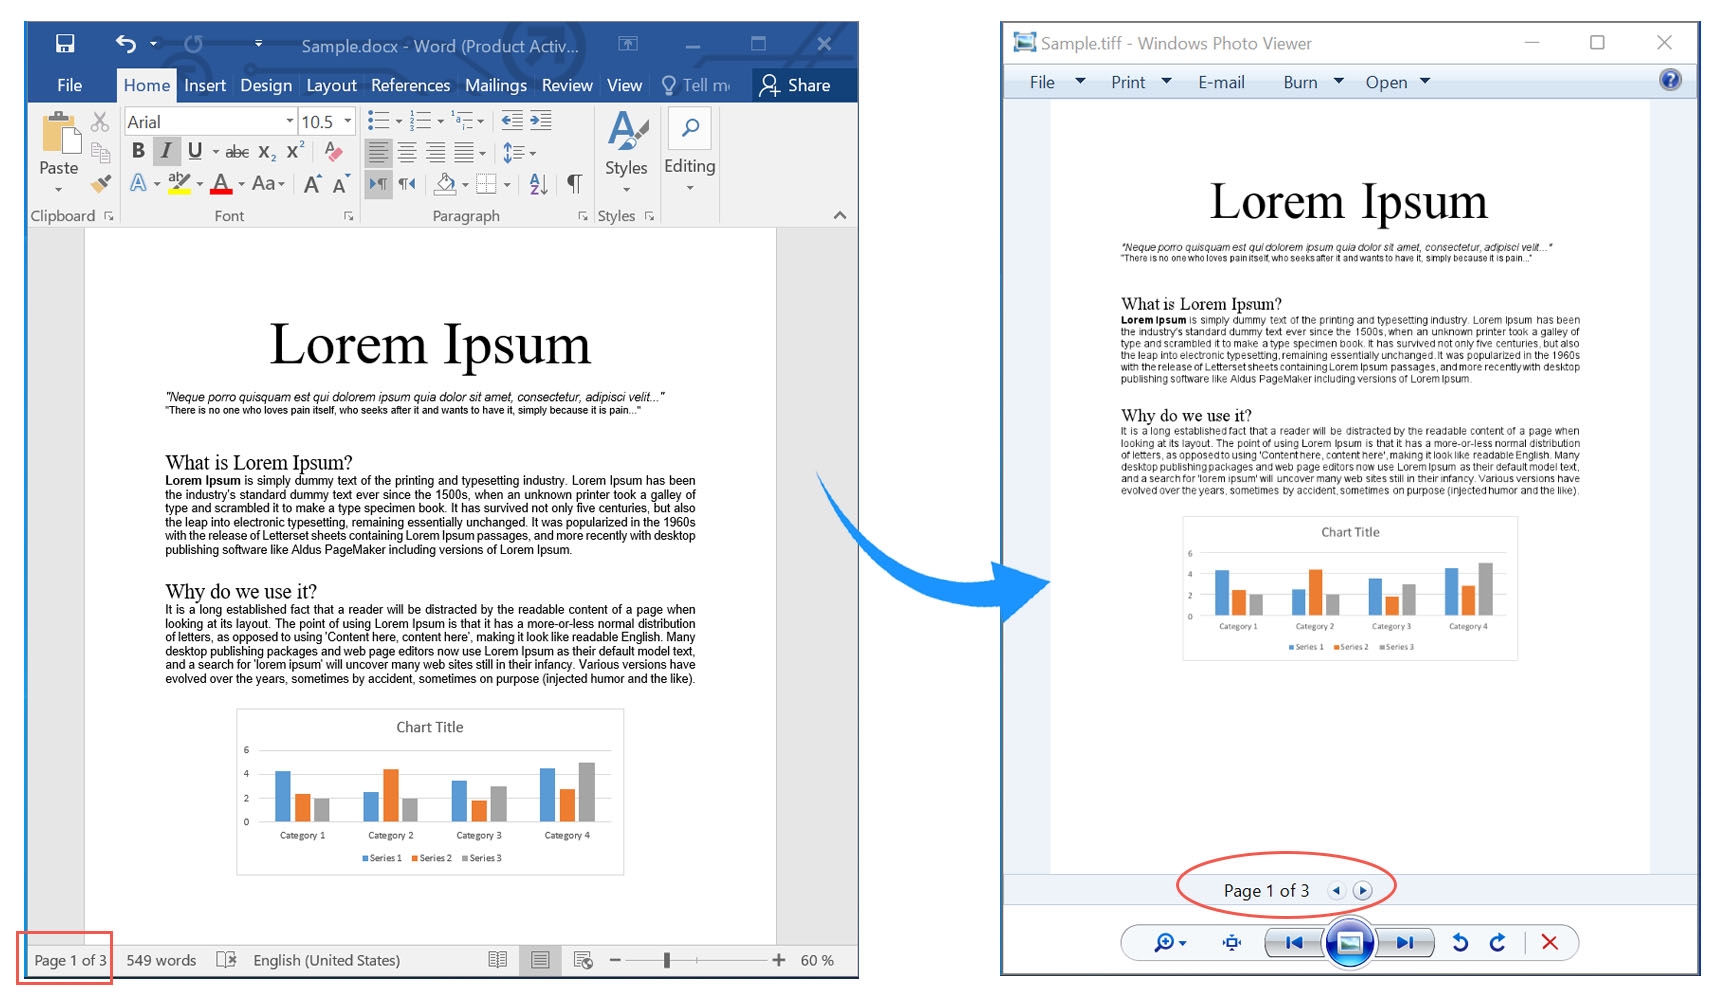 Sample.docx - Word (Product Activ...
File Home Insert Design Layout References Mailings Review View Tell m Share
Paste
Clipboard
Arial 10.5
B I U abc X2 X2
A aby A Aa A A
Font
Paragraph
Styles
Styles
Editing
Lorem Ipsum
"Neque porro quisquam est qui dolorem ipsum quia dolor sit amet, consectetur, adipisci velit..."
"There is no one who loves pain itself, who seeks after it and wants to have it, simply because it is pain..."
What is Lorem Ipsum?
Lorem Ipsum is simply dummy text of the printing and typesetting industry. Lorem Ipsum has been
the industry's standard dummy text ever since the 1500s, when an unknown printer took a galley of
type and scrambled it to make a type specimen book. It has survived not only five centuries, but also
the leap into electronic typesetting, remaining essentially unchanged. It was popularized in the 1960s
with the release of Letterset sheets containing Lorem Ipsum passages, and more recently with desktop
publishing software like Aldus PageMaker including versions of Lorem Ipsum.
Why do we use it?
It is a long established fact that a reader will be distracted by the readable content of a page when
looking at its layout. The point of using Lorem Ipsum is that it has a more-or-less normal distribution
of letters, as opposed to using 'Content here, content here', making it look like readable English. Many
desktop publishing packages and web page editors now use Lorem Ipsum as their default model text,
and a search for 'lorem ipsum' will uncover many web sites still in their infancy. Various versions have
evolved over the years, sometimes by accident, sometimes on purpose (injected humor and the like).
Chart Title
6
4
2
0
Category 1 Category 2 Category 3 Category 4
Series 1 Series 2 Series 3
Page 1 of 3 549 words English (United States) 60 %
Sample.tiff - Windows Photo Viewer
File Print E-mail Burn Open
Lorem Ipsum
"Neque porro quisquam est qui dolorem ipsum quia dolor sit amet, consectetur, adipisci velit..."
"There is no one who loves pain itself, who seeks after it and wants to have it, simply because it is pain..."
What is Lorem Ipsum?
Lorem Ipsum is simply dummy text of the printing and typesetting industry. Lorem Ipsum has been
the industry's standard dummy text ever since the 1500s, when an unknown printer took a galley of
type and scrambled it to make a type specimen book. It has survived not only five centuries, but also
the leap into electronic typesetting, remaining essentially unchanged. It was popularized in the 1960s
with the release of Letterset sheets containing Lorem Ipsum passages, and more recently with desktop
publishing software like Aldus PageMaker including versions of Lorem Ipsum.
Why do we use it?
It is a long established fact that a reader will be distracted by the readable content of a page when
looking at its layout. The point of using Lorem Ipsum is that it has a more-or-less normal distribution
of letters, as opposed to using 'Content here, content here', making it look like readable English. Many
desktop publishing packages and web page editors now use Lorem Ipsum as their default model text,
and a search for 'lorem ipsum' will uncover many web sites still in their infancy. Various versions have
evolved over the years, sometimes by accident, sometimes on purpose (injected humor and the like).
Chart Title
6
4
2
0
Category 1 Category 2 Category 3 Category 4
Series 1 Series 2 Series 3
Page 1 of 3